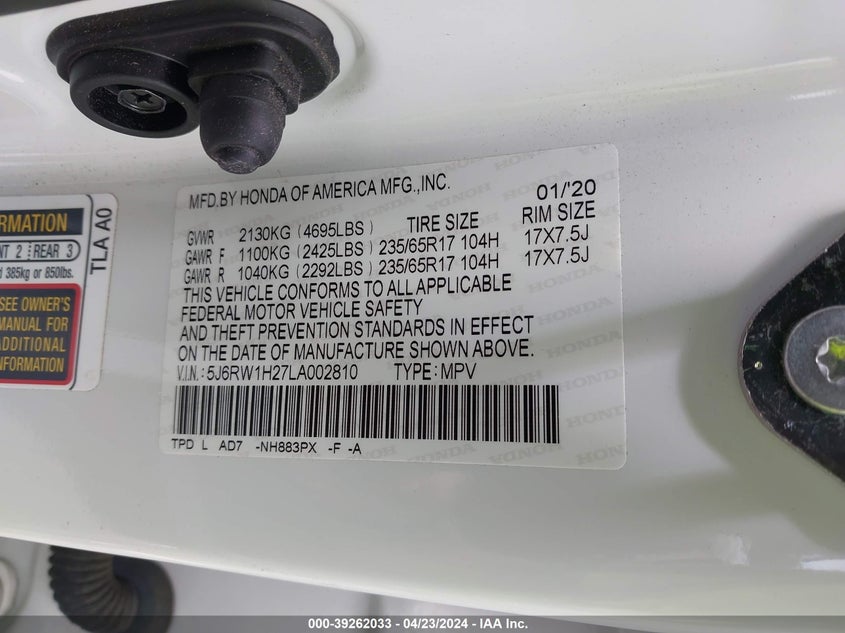 MFD.BY HONDA OF AMERICA MFG.,INC. 01/'20
GVWR 2130KG (4695LBS) TIRE SIZE RIM SIZE
GAWR F 1100KG (2425LBS) 235/65R17 104H 17X7.5J
GAWR R 1040KG (2292LBS) 235/65R17 104H 17X7.5J
THIS VEHICLE CONFORMS TO ALL APPLICABLE
FEDERAL MOTOR VEHICLE SAFETY
AND THEFT PREVENTION STANDARDS IN EFFECT
ON THE DATE OF MANUFACTURE SHOWN ABOVE.
V.I.N.: 5J6RW1H27LA002810 TYPE: MPV
TPD L AD7 -NH883PX -F -A
2 REAR 3
385kg or 850lbs.
SEE OWNER'S
MANUAL FOR
ADDITIONAL
TLA A0
HONDA
000-39262033 - 04/23/2024 - IAA Inc.